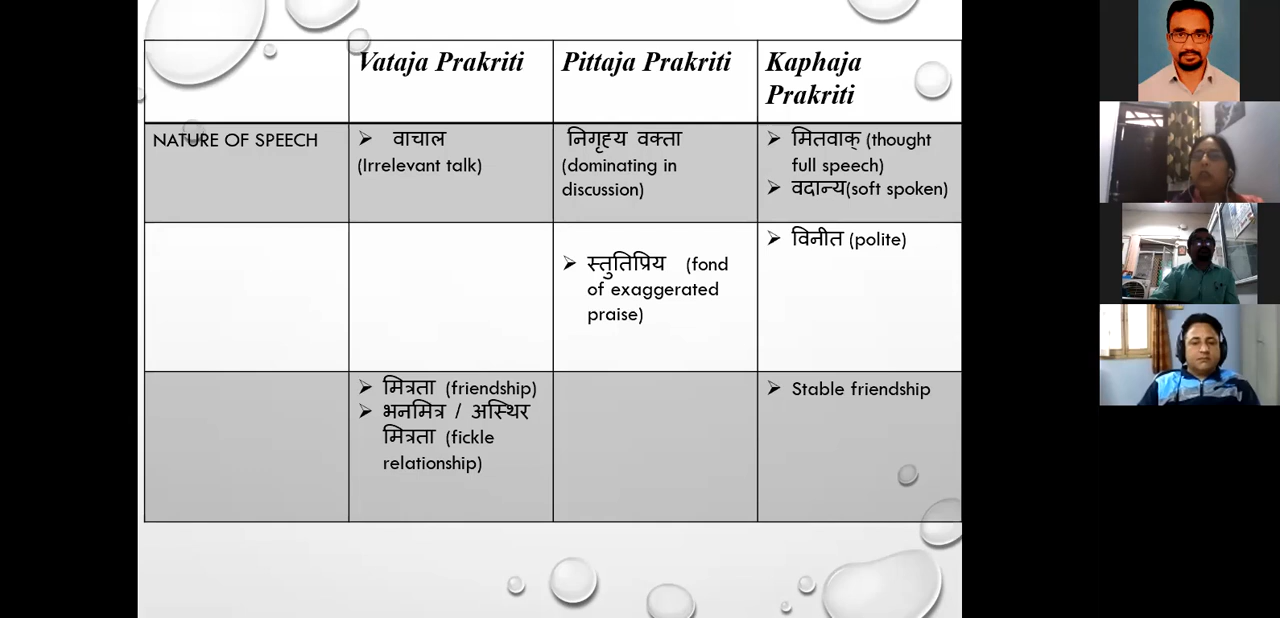 Vataja Prakriti
Pittaja Prakriti
Kaphaja
Prakriti
NATURE OF SPEECH
➢ वाचाल
(Irrelevant talk)
निगृह्य वक्ता
(dominating in
discussion)
➢ मितवाक् (thought
full speech)
➢ वदान्य(soft spoken)
➢ स्तुतिप्रिय (fond
of exaggerated
praise)
➢ विनीत (polite)
➢ मित्रता (friendship)
➢ भनमित्र / अस्थिर
मित्रता (fickle
relationship)
➢ Stable friendship